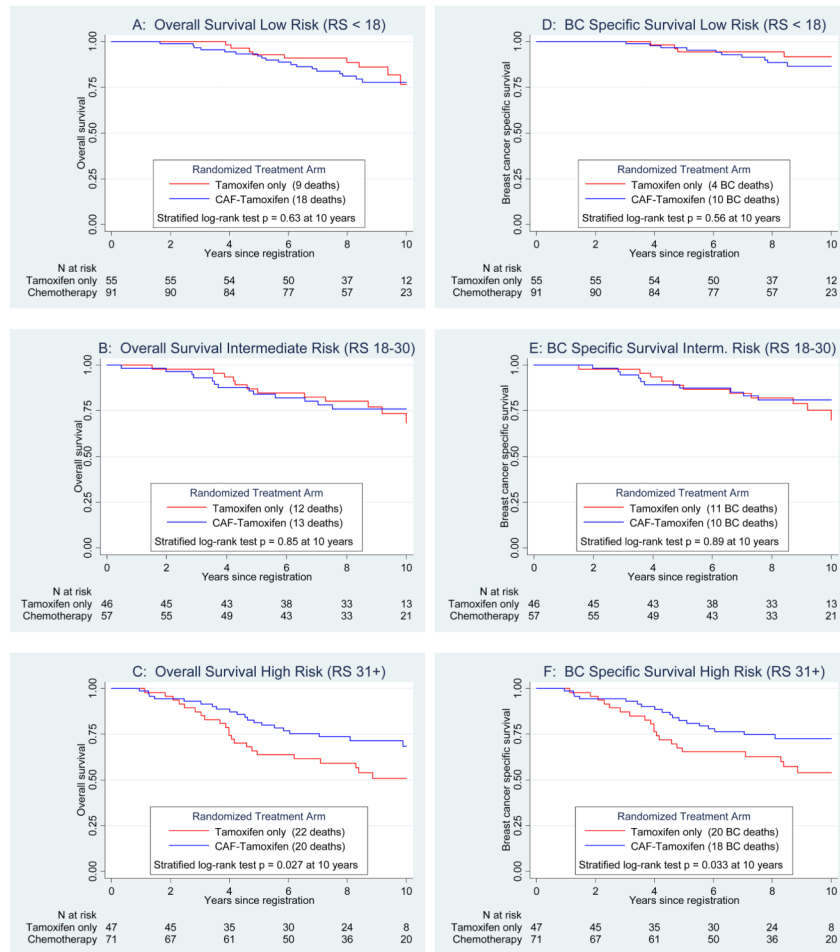 A: Overall Survival Low Risk (RS < 18)
Overall survival
0.00 0.25 0.50 0.75 1.00
Randomized Treatment Arm
Tamoxifen only (9 deaths)
CAF-Tamoxifen (18 deaths)
Stratified log-rank test p = 0.63 at 10 years
0 2 4 6 8 10
Years since registration
N at risk
Tamoxifen only 55 55 54 50 37 12
Chemotherapy 91 90 84 77 57 23
D: BC Specific Survival Low Risk (RS < 18)
Breast cancer specific survival
0.00 0.25 0.50 0.75 1.00
Randomized Treatment Arm
Tamoxifen only (4 BC deaths)
CAF-Tamoxifen (10 BC deaths)
Stratified log-rank test p = 0.56 at 10 years
0 2 4 6 8 10
Years since registration
N at risk
Tamoxifen only 55 55 54 50 37 12
Chemotherapy 91 90 84 77 57 23
B: Overall Survival Intermediate Risk (RS 18-30)
Overall survival
0.00 0.25 0.50 0.75 1.00
Randomized Treatment Arm
Tamoxifen only (12 deaths)
CAF-Tamoxifen (13 deaths)
Stratified log-rank test p = 0.85 at 10 years
0 2 4 6 8 10
Years since registration
N at risk
Tamoxifen only 46 45 43 38 33 13
Chemotherapy 57 55 49 43 33 21
E: BC Specific Survival Interm. Risk (RS 18-30)
Breast cancer specific survival
0.00 0.25 0.50 0.75 1.00
Randomized Treatment Arm
Tamoxifen only (11 BC deaths)
CAF-Tamoxifen (10 BC deaths)
Stratified log-rank test p = 0.89 at 10 years
0 2 4 6 8 10
Years since registration
N at risk
Tamoxifen only 46 45 43 38 33 13
Chemotherapy 57 55 49 43 33 21
C: Overall Survival High Risk (RS 31+)
Overall survival
0.00 0.25 0.50 0.75 1.00
Randomized Treatment Arm
Tamoxifen only (22 deaths)
CAF-Tamoxifen (20 deaths)
Stratified log-rank test p = 0.027 at 10 years
0 2 4 6 8 10
Years since registration
N at risk
Tamoxifen only 47 45 35 30 24 8
Chemotherapy 71 67 61 50 36 20
F: BC Specific Survival High Risk (RS 31+)
Breast cancer specific survival
0.00 0.25 0.50 0.75 1.00
Randomized Treatment Arm
Tamoxifen only (20 BC deaths)
CAF-Tamoxifen (18 BC deaths)
Stratified log-rank test p = 0.033 at 10 years
0 2 4 6 8 10
Years since registration
N at risk
Tamoxifen only 47 45 35 30 24 8
Chemotherapy 71 67 61 50 36 20